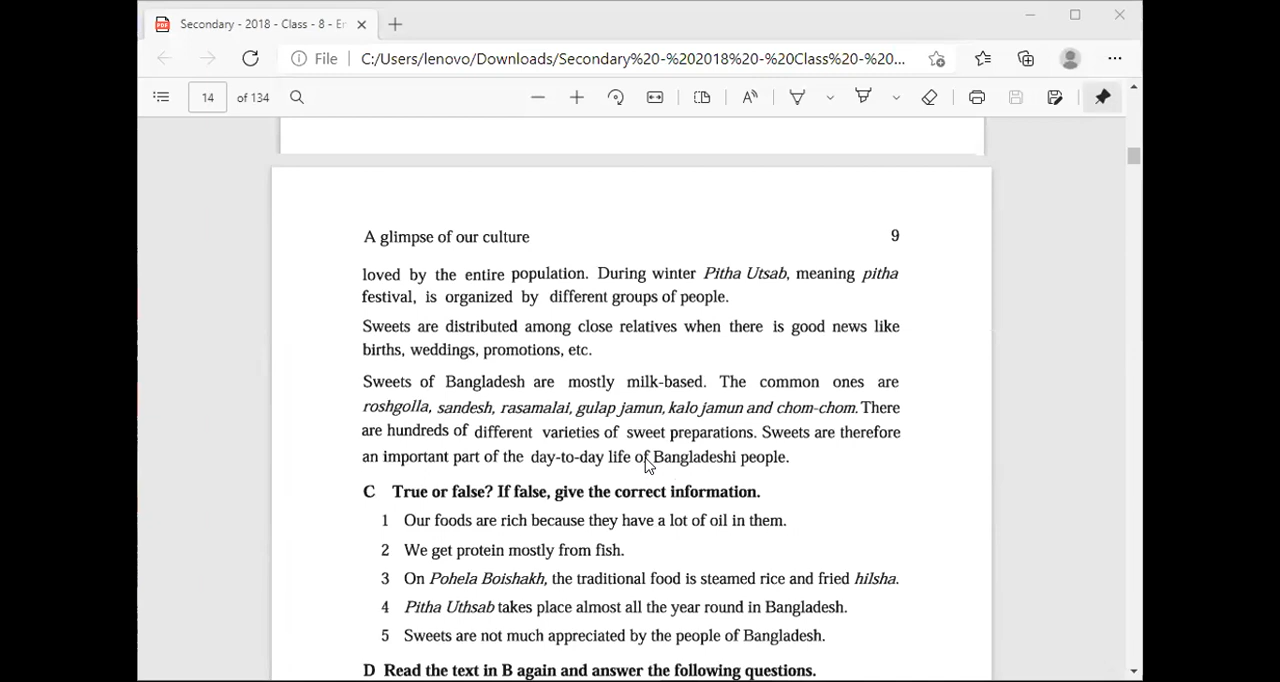 Secondary - 2018 - Class - 8 - En
File C:/Users/lenovo/Downloads/Secondary%20-%202018%20-%20Class%20-%20...
14 of 134
A glimpse of our culture 9
loved by the entire population. During winter Pitha Utsab, meaning pitha
festival, is organized by different groups of people.
Sweets are distributed among close relatives when there is good news like
births, weddings, promotions, etc.
Sweets of Bangladesh are mostly milk-based. The common ones are
roshgolla, sandesh, rasamalai, gulap jamun, kalo jamun and chom-chom. There
are hundreds of different varieties of sweet preparations. Sweets are therefore
an important part of the day-to-day life of Bangladeshi people.
C True or false? If false, give the correct information.
1 Our foods are rich because they have a lot of oil in them.
2 We get protein mostly from fish.
3 On Pohela Boishakh, the traditional food is steamed rice and fried hilsha.
4 Pitha Uthsab takes place almost all the year round in Bangladesh.
5 Sweets are not much appreciated by the people of Bangladesh.
D Read the text in B again and answer the following questions.